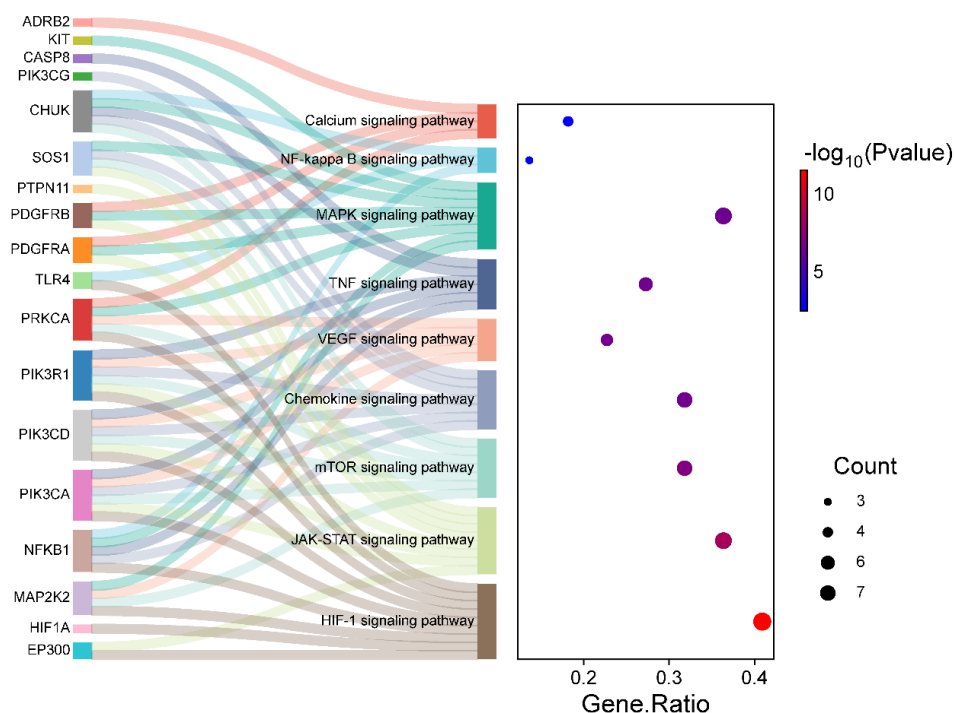 ADRB2
KIT
CASP8
PIK3CG
CHUK
SOS1
PTPN11
PDGFRB
PDGFRA
TLR4
PRKCA
PIK3R1
PIK3CD
PIK3CA
NFKB1
MAP2K2
HIF1A
EP300
Calcium signaling pathway
NF-kappa B signaling pathway
MAPK signaling pathway
TNF signaling pathway
VEGF signaling pathway
Chemokine signaling pathway
mTOR signaling pathway
JAK-STAT signaling pathway
HIF-1 signaling pathway
0.2 0.3 0.4
Gene.Ratio
-log10(Pvalue)
10
5
Count
3
4
6
7